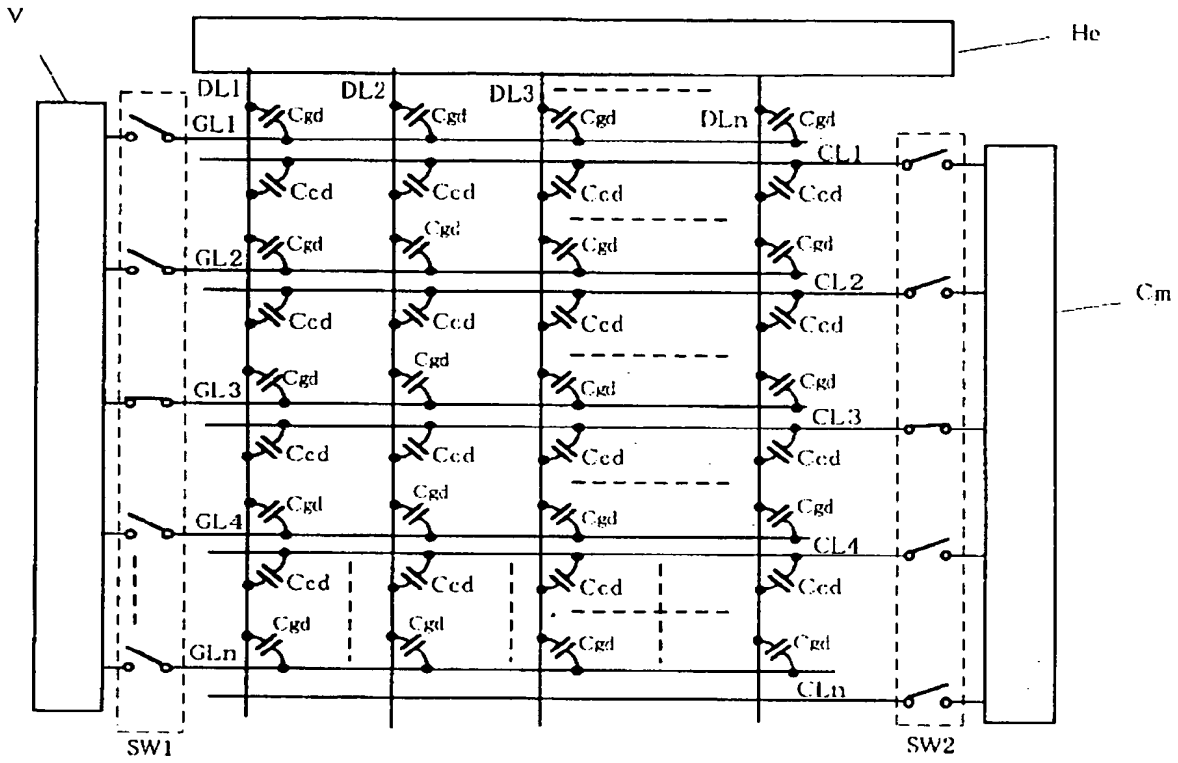 V
He
DL1 DL2 DL3 DLn
Cgd Cgd Cgd Cgd
GL1
CL1
Ccd Ccd Ccd Ccd
Cgd Cgd Cgd Cgd
GL2
CL2
Cm
Ccd Ccd Ccd Ccd
Cgd Cgd Cgd Cgd
GL3
CL3
Ccd Ccd Ccd Ccd
Cgd Cgd Cgd Cgd
GL4
CL4
Ccd Ccd Ccd Ccd
Cgd Cgd Cgd Cgd
GLn
CLn
SW1 SW2